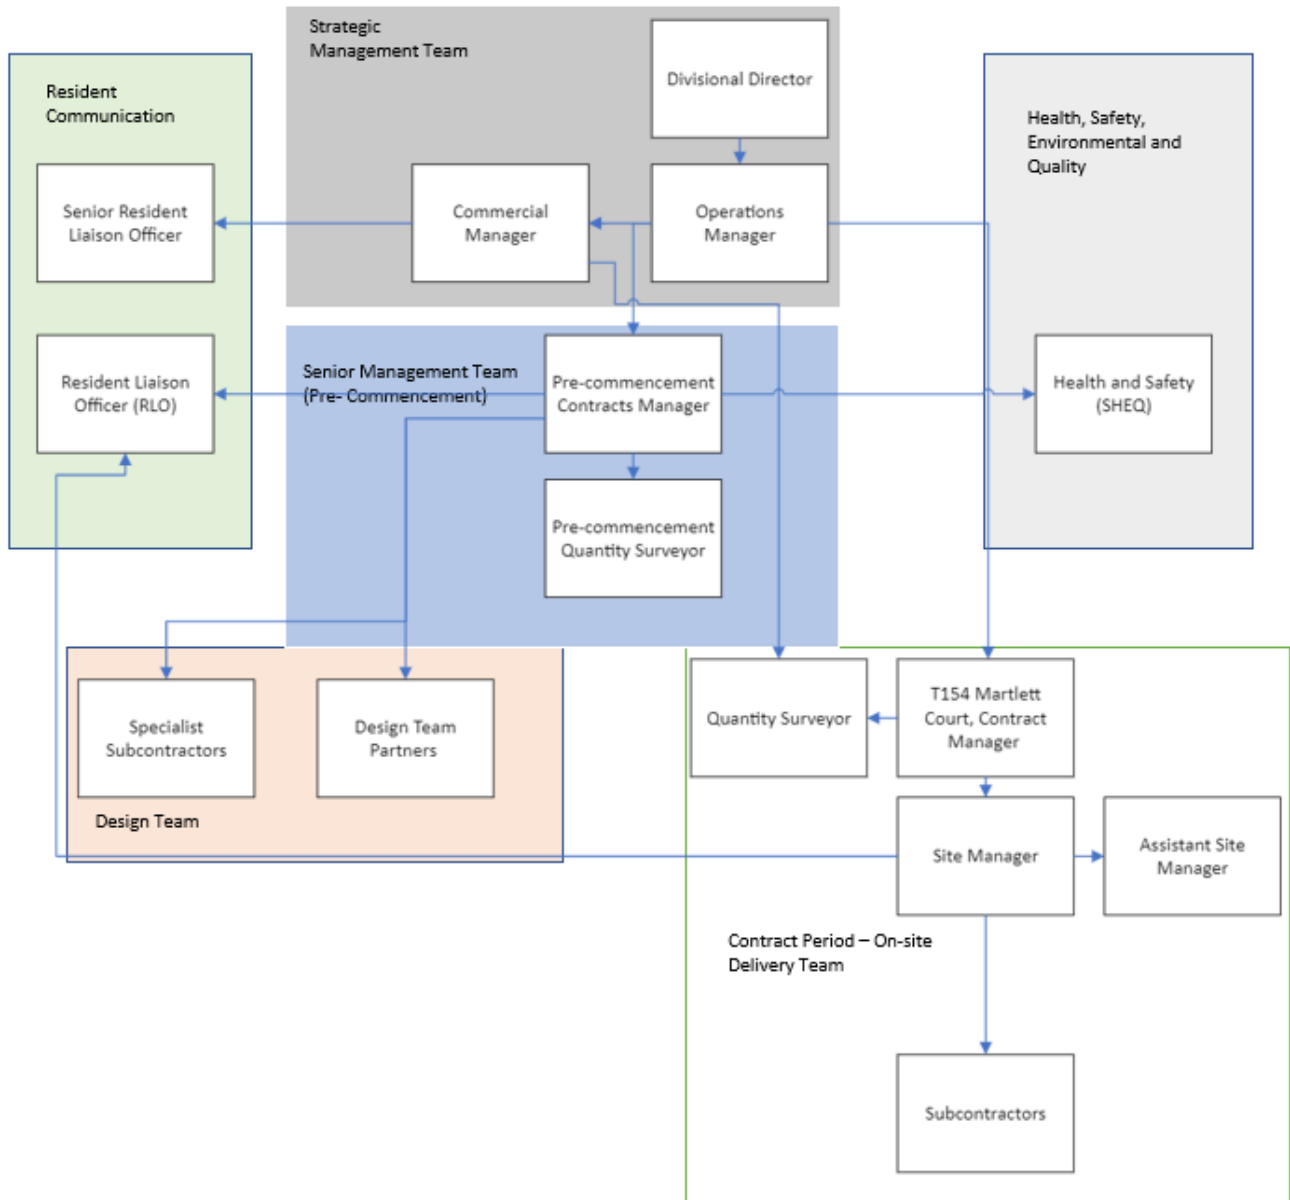 Strategic
Management Team
Divisional Director
Resident
Communication
Health, Safety,
Environmental and
Quality
Senior Resident
Liaison Officer
Commercial
Manager
Operations
Manager
Senior Management Team
(Pre- Commencement)
Resident Liaison
Officer (RLO)
Pre-commencement
Contracts Manager
Health and Safety
(SHEQ)
Pre-commencement
Quantity Surveyor
Specialist
Subcontractors
Design Team
Partners
Design Team
Quantity Surveyor
T154 Martlett
Court, Contract
Manager
Site Manager
Assistant Site
Manager
Contract Period – On-site
Delivery Team
Subcontractors